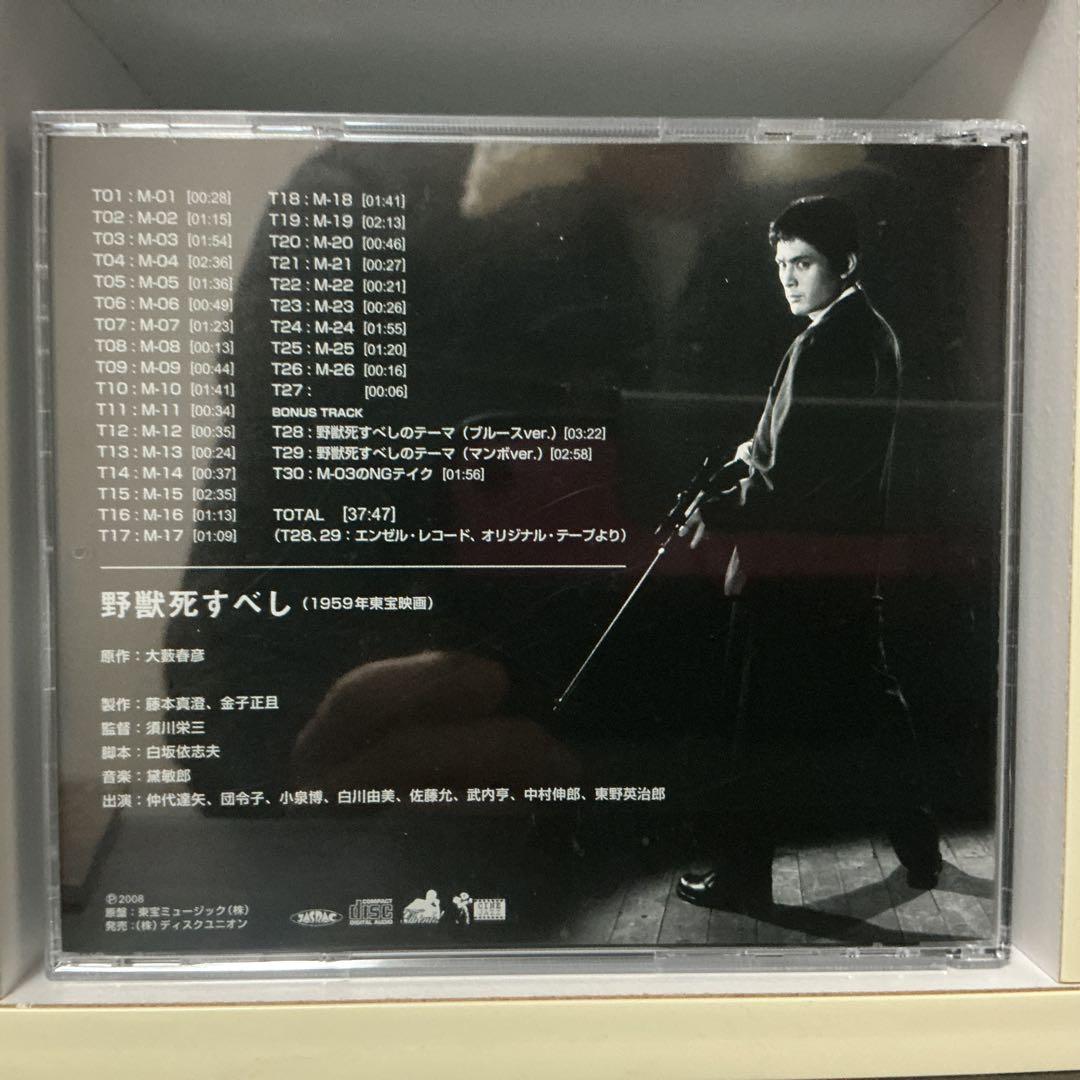 T01 : M-01 [00:28]
T02 : M-02 [01:15]
T03 : M-03 [01:54]
T04 : M-04 [02:36]
T05 : M-05 [01:36]
T06 : M-06 [00:49]
T07 : M-07 [01:23]
T08 : M-08 [00:13]
T09 : M-09 [00:44]
T10 : M-10 [01:41]
T11 : M-11 [00:34]
T12 : M-12 [00:35]
T13 : M-13 [00:24]
T14 : M-14 [00:37]
T15 : M-15 [02:35]
T16 : M-16 [01:13]
T17 : M-17 [01:09]
T18 : M-18 [01:41]
T19 : M-19 [02:13]
T20 : M-20 [00:46]
T21 : M-21 [00:27]
T22 : M-22 [00:21]
T23 : M-23 [00:26]
T24 : M-24 [01:55]
T25 : M-25 [01:20]
T26 : M-26 [00:16]
T27 : [00:06]
BONUS TRACK
T28 : 野獣死すべしのテーマ（ブルースver.）[03:22]
T29 : 野獣死すべしのテーマ（マンボver.）[02:58]
T30 : M-03のNGテイク [01:56]
TOTAL [37:47]
（T28、29：エンゼル・レコード、オリジナル・テープより）
野獣死すべし（1959年東宝映画）
原作：大藪春彦
製作：藤本真澄、金子正且
監督：須川栄三
脚本：白坂依志夫
音楽：黛敏郎
出演：仲代達矢、団令子、小泉博、白川由美、佐藤允、武内亨、中村伸郎、東野英治郎
℗2008
原盤：東宝ミュージック（株）
発売：（株）ディスクユニオン
JASRAC
COMPACT
disc
DIGITAL AUDIO